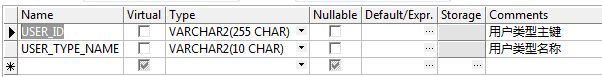 Name Virtual Type Nullable Default/Expr. Storage Comments
USER_ID VARCHAR2(255 CHAR) ... 用户类型主键
USER_TYPE_NAME VARCHAR2(10 CHAR) ... 用户类型名称
* ... ...